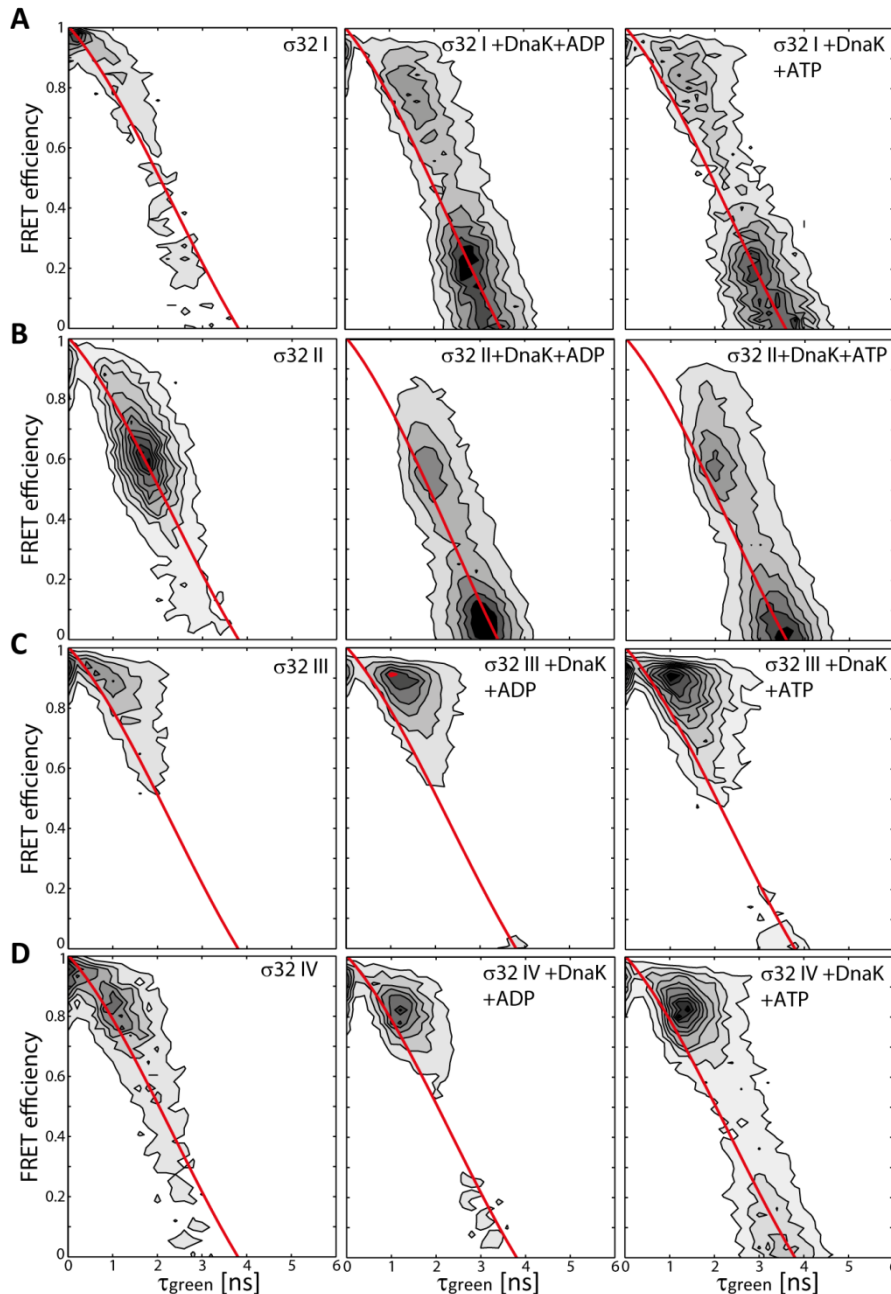 A
σ32 I
σ32 I +DnaK+ADP
σ32 I +DnaK
+ATP
FRET efficiency
1
0.8
0.6
0.4
0.2
0
B
σ32 II
σ32 II+DnaK+ADP
σ32 II+DnaK+ATP
FRET efficiency
1
0.8
0.6
0.4
0.2
0
C
σ32 III
σ32 III +DnaK
+ADP
σ32 III +DnaK
+ATP
FRET efficiency
1
0.8
0.6
0.4
0.2
0
D
σ32 IV
σ32 IV +DnaK
+ADP
σ32 IV +DnaK
+ATP
FRET efficiency
1
0.8
0.6
0.4
0.2
0
0 1 2 3 4 5 6 0 1 2 3 4 5 6 0 1 2 3 4 5 6
τgreen [ns] τgreen [ns] τgreen [ns]